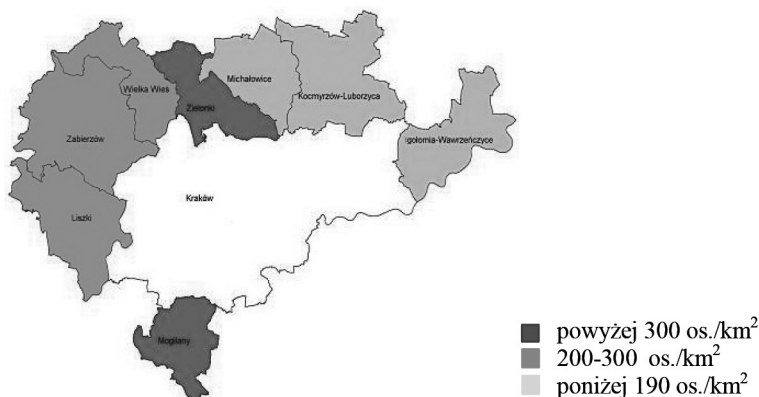 Michałowice
Wielka Wieś
Kocmyrzów-Luborzyca
Zielonki
Zabierzów
Igołomia-Wawrzeńczyce
Kraków
Liszki
Mogilany
powyżej 300 os./km²
200-300 os./km²
poniżej 190 os./km²